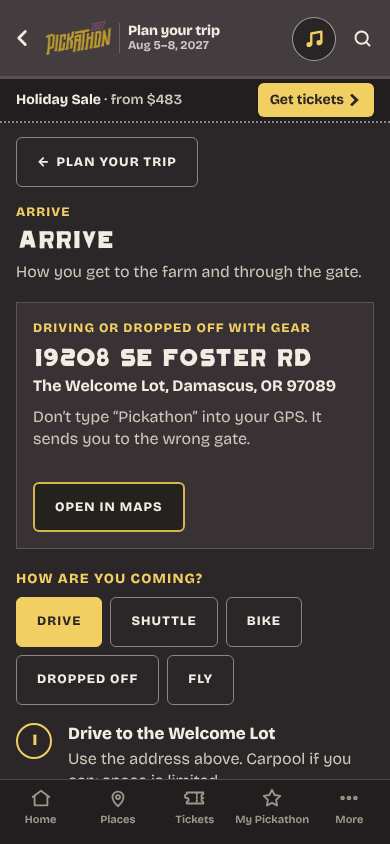 PICKATHON
Plan your trip
Aug 5–8, 2027
Holiday Sale · from $483
Get tickets
← PLAN YOUR TRIP
ARRIVE
ARRIVE
How you get to the farm and through the gate.
DRIVING OR DROPPED OFF WITH GEAR
19208 SE FOSTER RD
The Welcome Lot, Damascus, OR 97089
Don't type “Pickathon” into your GPS. It
sends you to the wrong gate.
OPEN IN MAPS
HOW ARE YOU COMING?
DRIVE
SHUTTLE
BIKE
DROPPED OFF
FLY
1
Drive to the Welcome Lot
Use the address above. Carpool if you
can; space is limited.
Home
Places
Tickets
My Pickathon
More